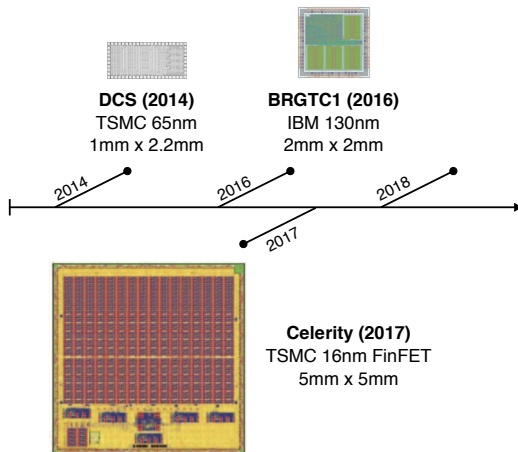 DCS (2014)
TSMC 65nm
1mm x 2.2mm
BRGTC1 (2016)
IBM 130nm
2mm x 2mm
2014
2016
2018
2017
Celerity (2017)
TSMC 16nm FinFET
5mm x 5mm